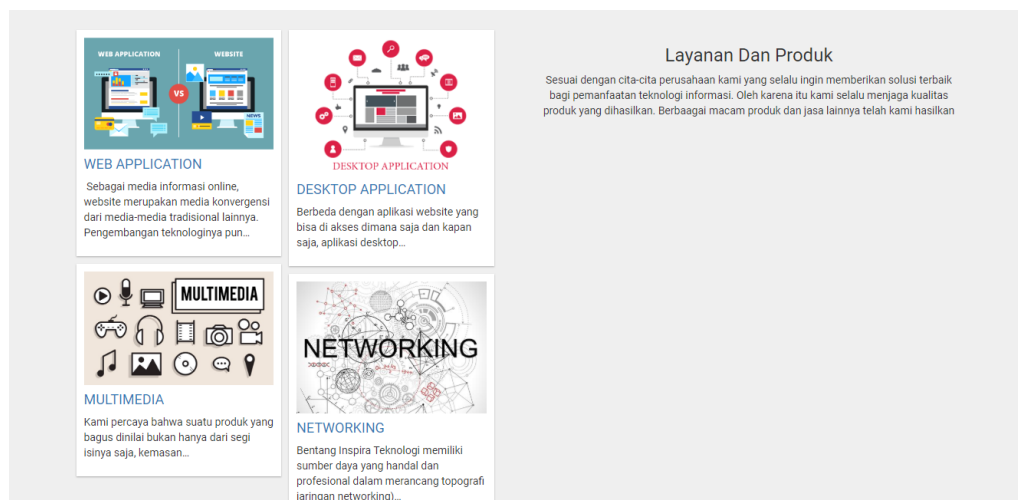 WEB APPLICATION
WEBSITE
VS
NEWS
WEB APPLICATION
Sebagai media informasi online,
website merupakan media konvergensi
dari media-media tradisional lainnya.
Pengembangan teknologinya pun...
MULTIMEDIA
MULTIMEDIA
Kami percaya bahwa suatu produk yang
bagus dinilai bukan hanya dari segi
isinya saja, kemasan...
DESKTOP APPLICATION
DESKTOP APPLICATION
Berbeda dengan aplikasi website yang
bisa di akses dimana saja dan kapan
saja, aplikasi desktop...
NETWORKING
NETWORKING
Bentang Inspira Teknologi memiliki
sumber daya yang handal dan
profesional dalam merancang topografi
jaringan networking)...
Layanan Dan Produk
Sesuai dengan cita-cita perusahaan kami yang selalu ingin memberikan solusi terbaik
bagi pemanfaatan teknologi informasi. Oleh karena itu kami selalu menjaga kualitas
produk yang dihasilkan. Berbaagai macam produk dan jasa lainnya telah kami hasilkan